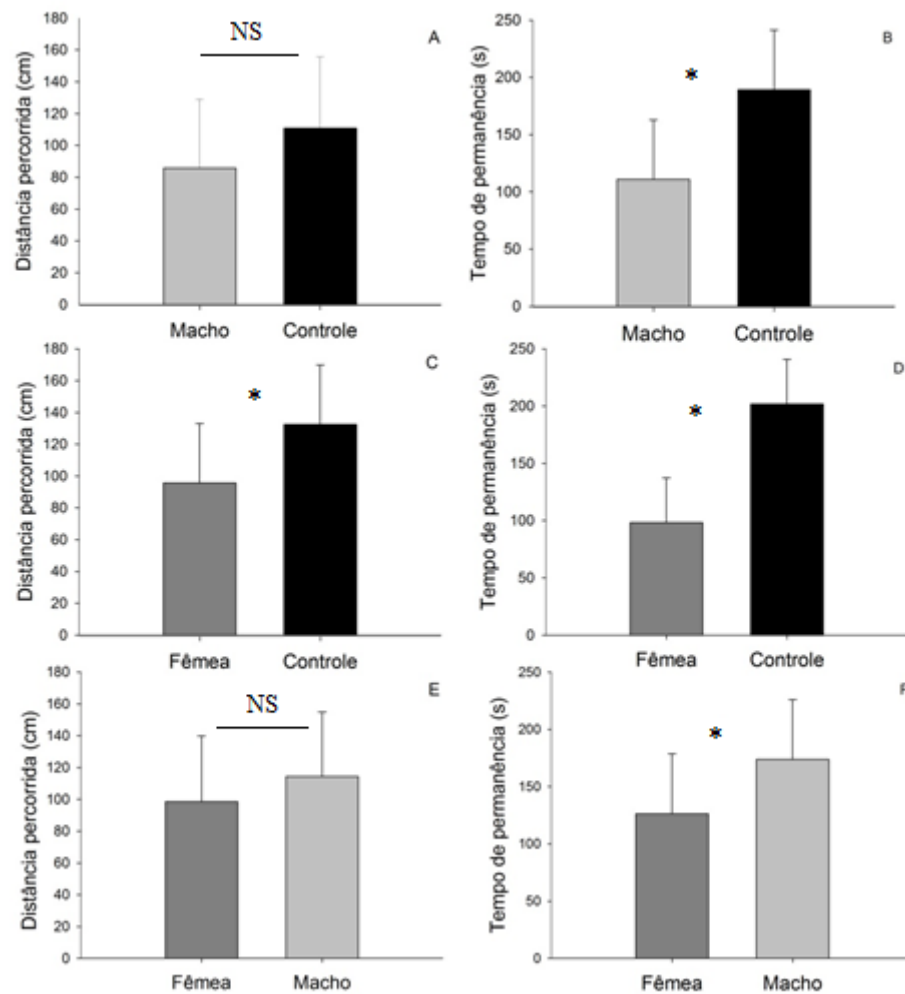 A
NS
Distância percorrida (cm)
180
160
140
120
100
80
60
40
20
0
Macho Controle
B
*
Tempo de permanência (s)
250
200
150
100
50
0
Macho Controle
C
*
Distância percorrida (cm)
180
160
140
120
100
80
60
40
20
0
Fêmea Controle
D
*
Tempo de permanência (s)
250
200
150
100
50
0
Fêmea Controle
E
NS
Distância percorrida (cm)
180
160
140
120
100
80
60
40
20
0
Fêmea Macho
*
Tempo de permanência (s)
250
200
150
100
50
0
Fêmea Macho